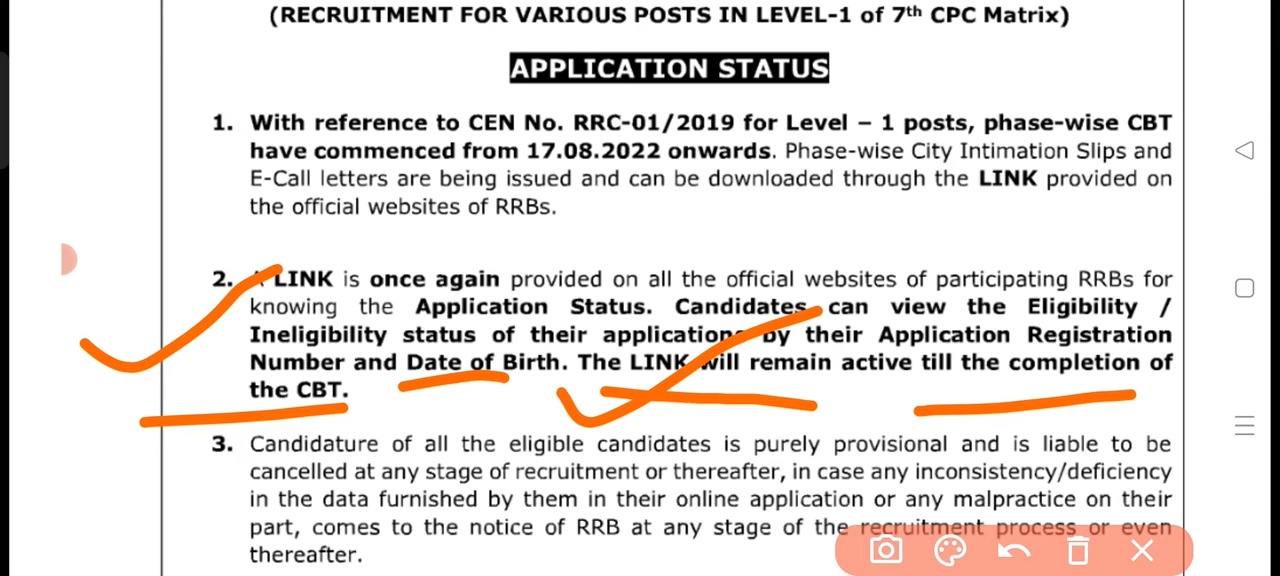 (RECRUITMENT FOR VARIOUS POSTS IN LEVEL-1 of 7th CPC Matrix)
APPLICATION STATUS
1. With reference to CEN No. RRC-01/2019 for Level – 1 posts, phase-wise CBT
have commenced from 17.08.2022 onwards. Phase-wise City Intimation Slips and
E-Call letters are being issued and can be downloaded through the LINK provided on
the official websites of RRBs.
2. A LINK is once again provided on all the official websites of participating RRBs for
knowing the Application Status. Candidates can view the Eligibility /
Ineligibility status of their applications by their Application Registration
Number and Date of Birth. The LINK will remain active till the completion of
the CBT.
3. Candidature of all the eligible candidates is purely provisional and is liable to be
cancelled at any stage of recruitment or thereafter, in case any inconsistency/deficiency
in the data furnished by them in their online application or any malpractice on their
part, comes to the notice of RRB at any stage of the recruitment process or even
thereafter.